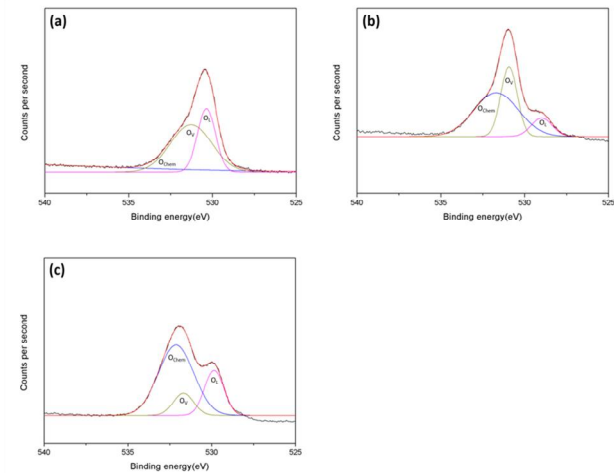 (a)
Counts per second
O_V
O_L
O_Chem
540
535
530
525
Binding energy(eV)
(b)
Counts per second
O_V
O_Chem
O_L
540
535
530
525
Binding energy(eV)
(c)
Counts per second
O_Chem
O_L
O_V
540
535
530
525
Binding energy(eV)